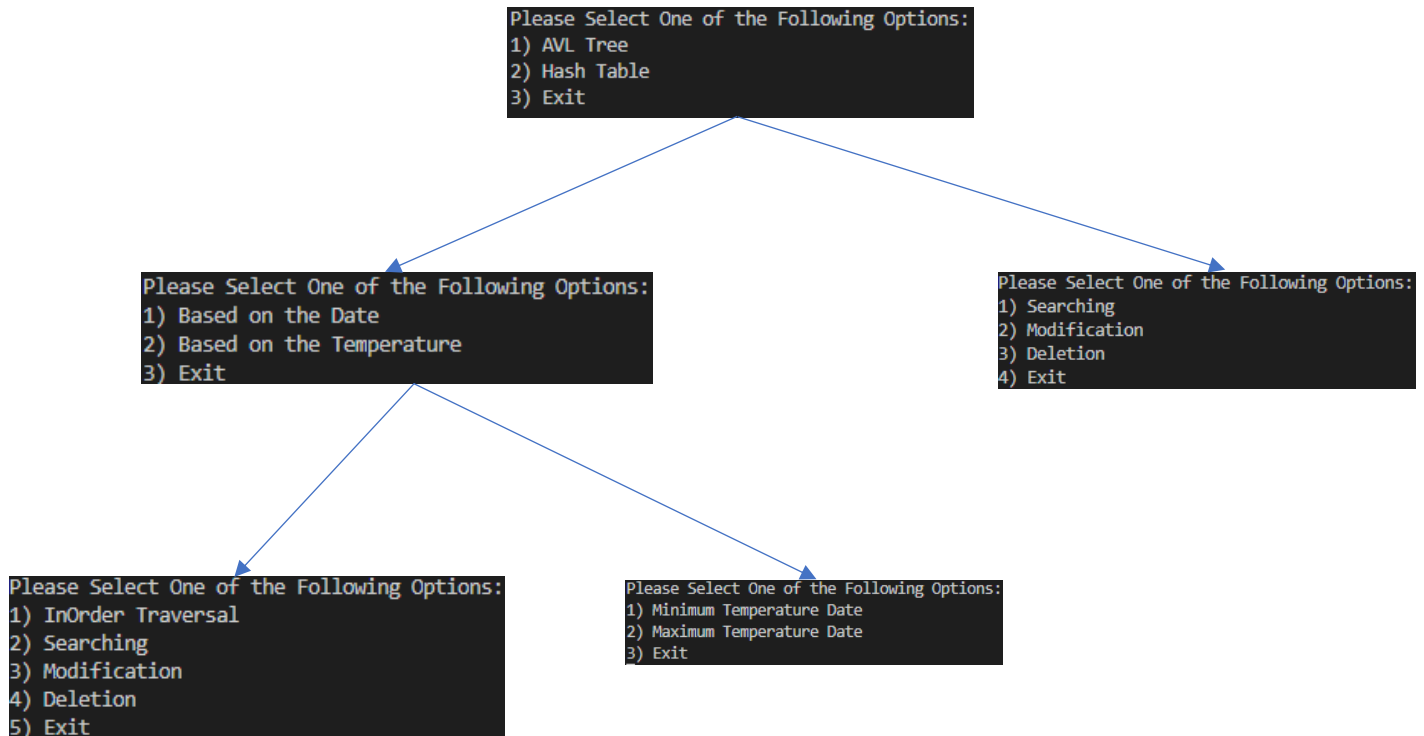 Please Select One of the Following Options:
1) AVL Tree
2) Hash Table
3) Exit
Please Select One of the Following Options:
1) Based on the Date
2) Based on the Temperature
3) Exit
Please Select One of the Following Options:
1) Searching
2) Modification
3) Deletion
4) Exit
Please Select One of the Following Options:
1) InOrder Traversal
2) Searching
3) Modification
4) Deletion
5) Exit
Please Select One of the Following Options:
1) Minimum Temperature Date
2) Maximum Temperature Date
3) Exit